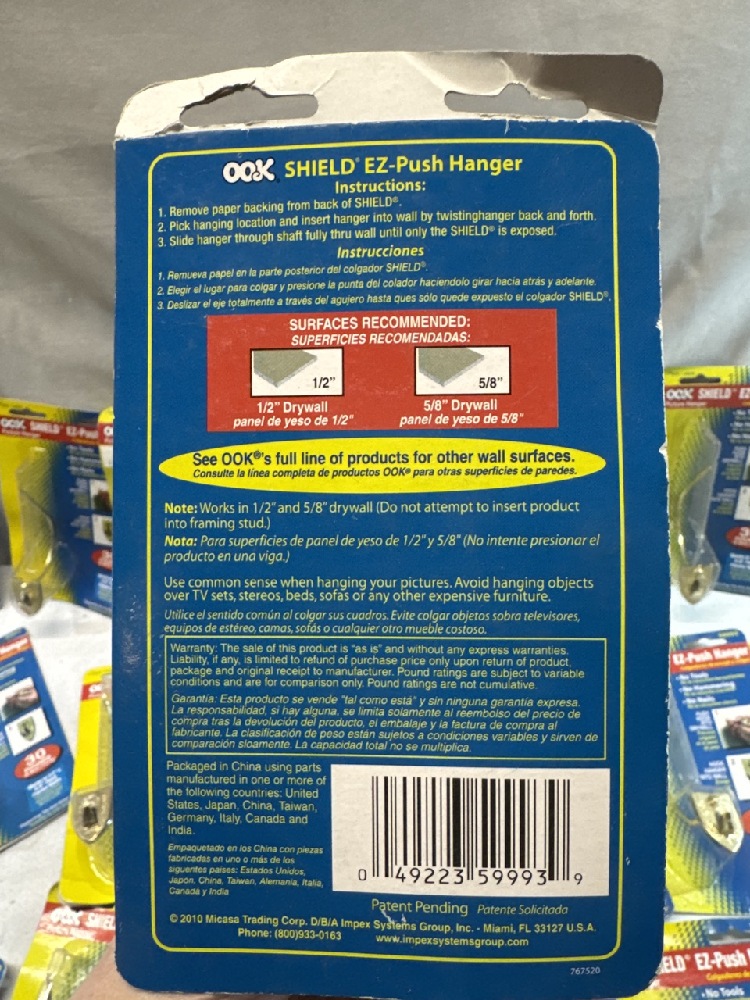 OOK SHIELD® EZ-Push Hanger
Instructions:
1. Remove paper backing from back of SHIELD®.
2. Pick hanging location and insert hanger into wall by twistinghanger back and forth.
3. Slide hanger through shaft fully thru wall until only the SHIELD® is exposed.
Instrucciones
1. Remueva papel en la parte posterior del colgador SHIELD®.
2. Elegir el lugar para colgar y presione la punta del colador haciendolo girar hacia atrás y adelante.
3. Deslizar el eje totalmente a través del agujero hasta ques sólo quede expuesto el colgador SHIELD®.
SURFACES RECOMMENDED:
SUPERFICIES RECOMENDADAS:
1/2" 5/8"
1/2" Drywall 5/8" Drywall
panel de yeso de 1/2" panel de yeso de 5/8"
See OOK®'s full line of products for other wall surfaces.
Consulte la línea completa de productos OOK® para otras superficies de paredes.
Note: Works in 1/2" and 5/8" drywall (Do not attempt to insert product
into framing stud.)
Nota: Para superficies de panel de yeso de 1/2" y 5/8" (No intente presionar el
producto en una viga.)
Use common sense when hanging your pictures. Avoid hanging objects
over TV sets, stereos, beds, sofas or any other expensive furniture.
Utilice el sentido común al colgar sus cuadros. Evite colgar objetos sobra televisores,
equipos de estéreo, camas, sofás o cualquier otro mueble costoso.
Warranty: The sale of this product is "as is" and without any express warranties.
Liability, if any, is limited to refund of purchase price only upon return of product,
package and original receipt to manufacturer. Pound ratings are subject to variable
conditions and are for comparison only. Pound ratings are not cumulative.
Garantía: Esto producto se vende "tal como está" y sin ninguna garantía expresa.
La responsabilidad, si hay alguna, se limita solamente al reembolso del precio de
compra tras la devolución del producto, el embalaje y la factura de compra al
fabricante. La clasificación de peso están sujetos a condiciones variables y sirven de
comparación sloamente. La capacidad total no se multiplica.
Packaged in China using parts
manufactured in one or more of
the following countries: United
States, Japan, China, Taiwan,
Germany, Italy, Canada and
India.
Empaquetado en los China con piezas
fabricadas en uno o más de los
siguentes países: Estados Unidos,
Japón, China, Taiwan, Alemania, Italia,
Canada y India
0 49223 59993 9
Patent Pending Patente Solicitada
© 2010 Micasa Trading Corp. D/B/A Impex Systems Group, Inc. - Miami, FL 33127 U.S.A.
Phone: (800)933-0163 www.impexsystemsgroup.com
767520
OOK SHIELD® EZ-Push
OOK SHIELD® EZ-Push
EZ-Push Hanger
30
EZ-Push
No Tools